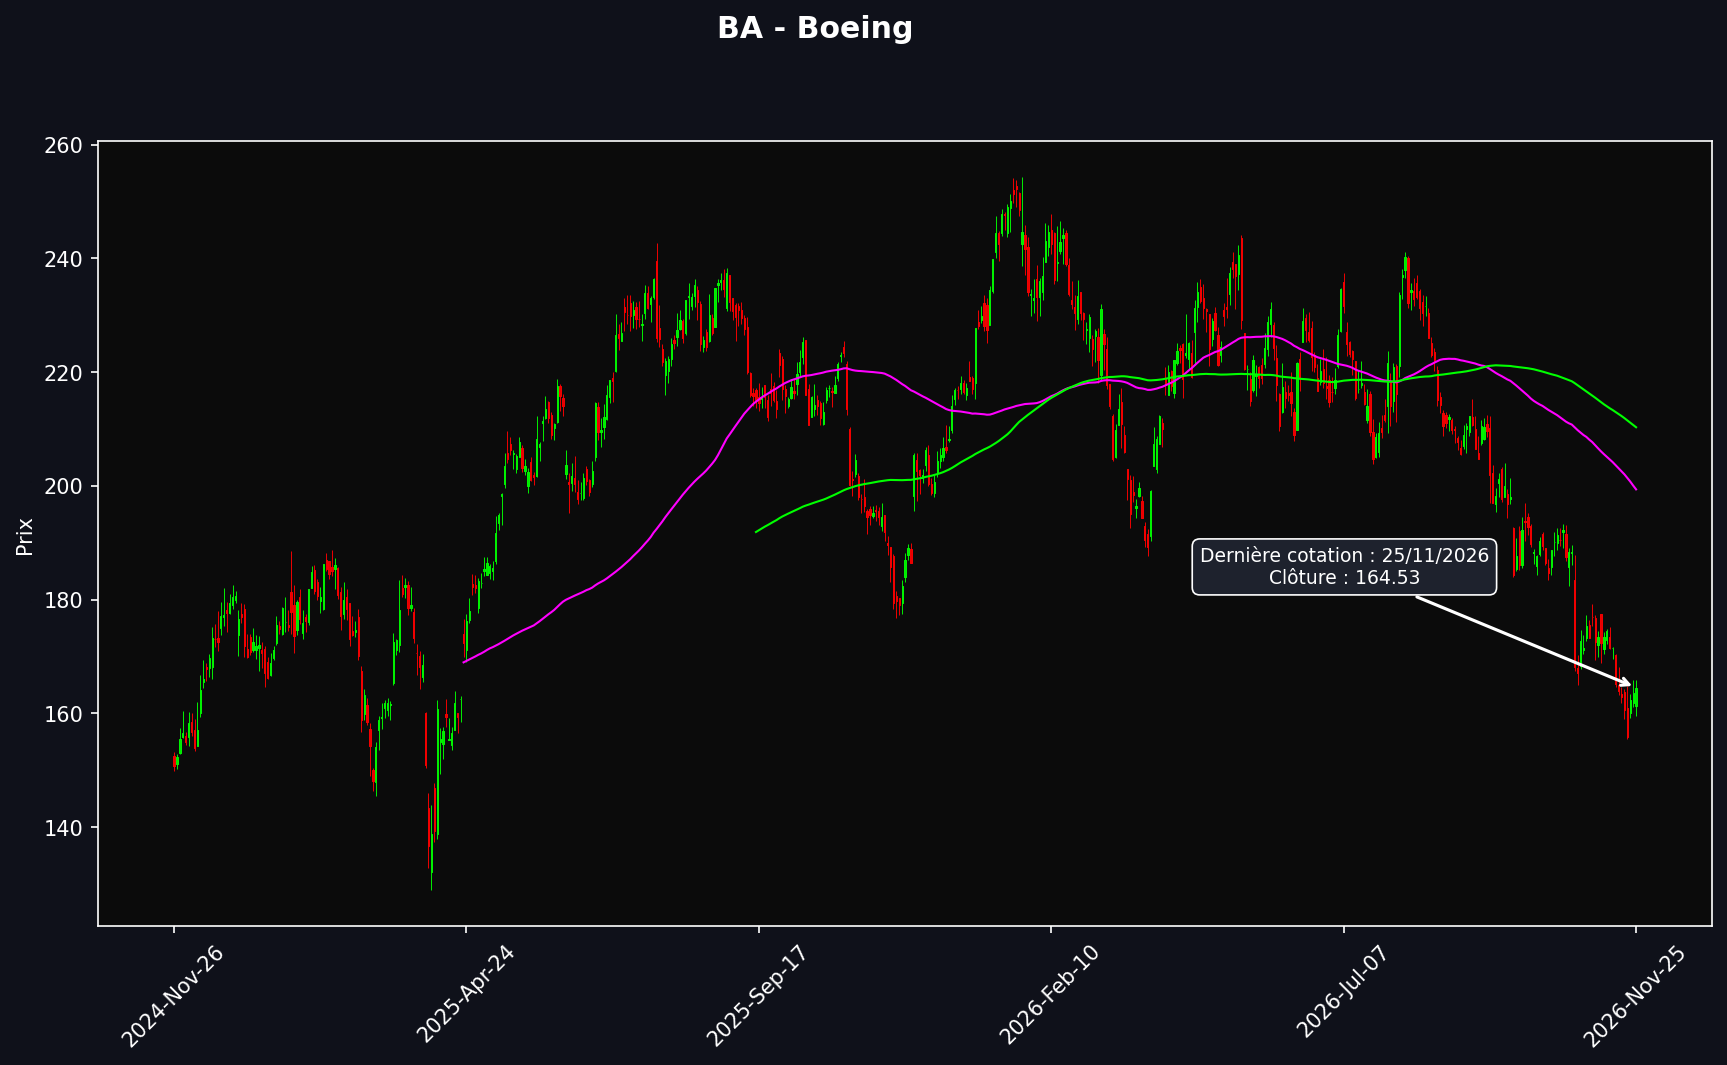 BA - Boeing
260
240
220
200
180
160
140
Prix
Dernière cotation : 25/11/2026
Clôture : 164.53
2024-Nov-26
2025-Apr-24
2025-Sep-17
2026-Feb-10
2026-Jul-07
2026-Nov-25